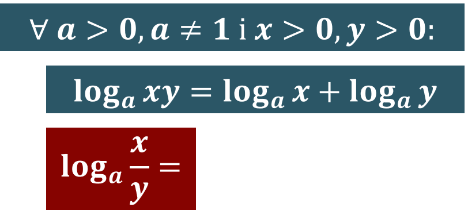 ∀ a > 0, a ≠ 1 i x > 0, y > 0:
logₐ xy = logₐ x + logₐ y
logₐ x/y =